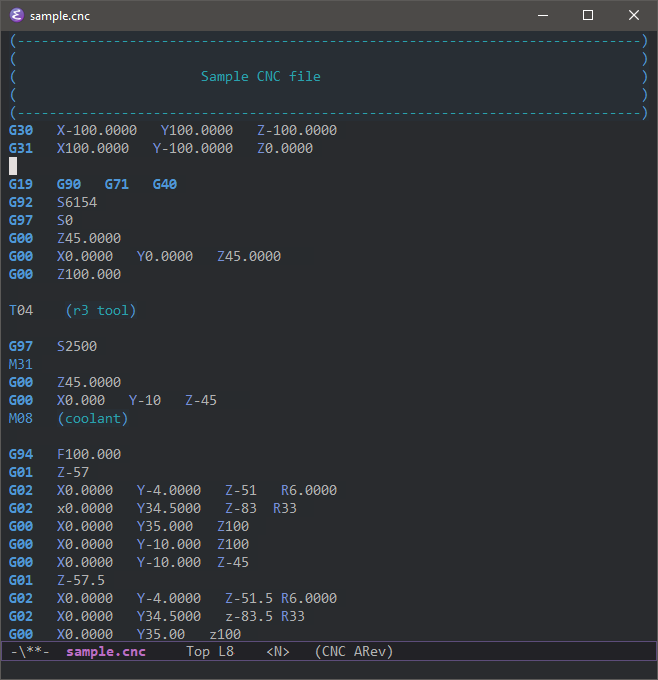 sample.cnc
(------------------------------------------------------------------------------)
(                                                                              )
(                       Sample CNC file                                        )
(                                                                              )
(------------------------------------------------------------------------------)
G30   X-100.0000   Y100.0000   Z-100.0000
G31   X100.0000   Y-100.0000   Z0.0000
G19   G90   G71   G40
G92   S6154
G97   S0
G00   Z45.0000
G00   X0.0000   Y0.0000   Z45.0000
G00   Z100.000
T04    (r3 tool)
G97   S2500
M31
G00   Z45.0000
G00   X0.000   Y-10   Z-45
M08   (coolant)
G94   F100.000
G01   Z-57
G02   X0.0000   Y-4.0000   Z-51   R6.0000
G02   x0.0000   Y34.5000   Z-83  R33
G00   X0.0000   Y35.000   Z100
G00   X0.0000   Y-10.000  Z100
G00   X0.0000   Y-10.000  Z-45
G01   Z-57.5
G02   X0.0000   Y-4.0000   Z-51.5 R6.0000
G02   X0.0000   Y34.5000   z-83.5 R33
G00   X0.0000   Y35.00   z100
-\**-  sample.cnc     Top L8    <N>   (CNC ARev)